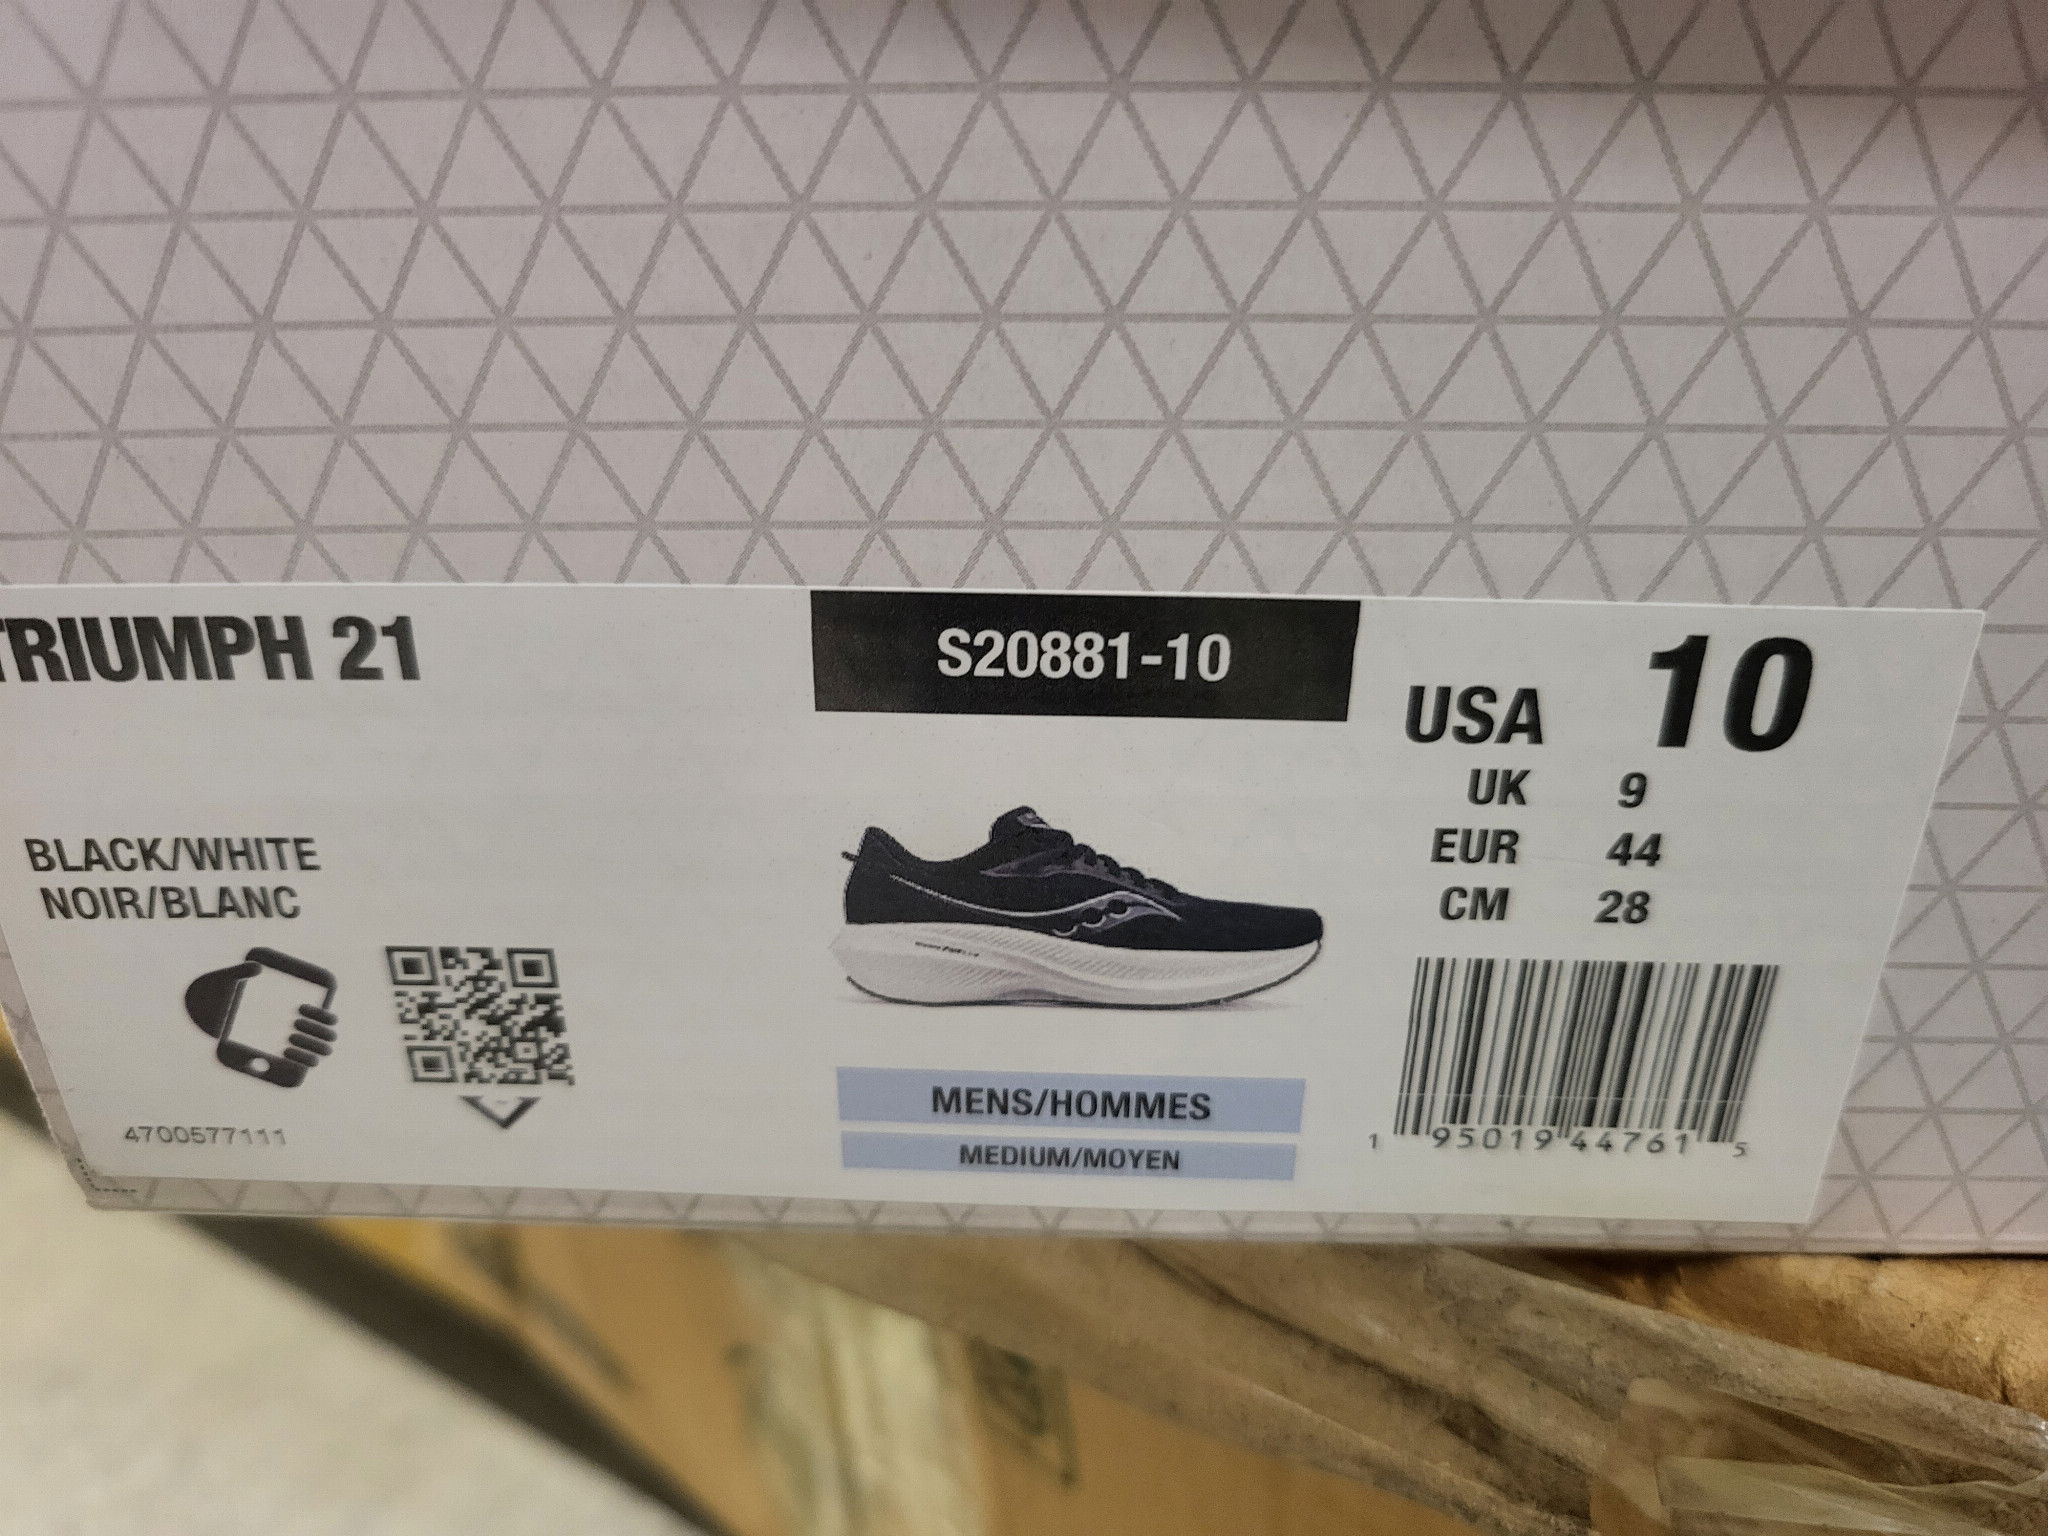 TRIUMPH 21
S20881-10
USA 10
UK 9
EUR 44
CM 28
BLACK/WHITE
NOIR/BLANC
4700577111
MENS/HOMMES
MEDIUM/MOYEN
1 95019 44761 5